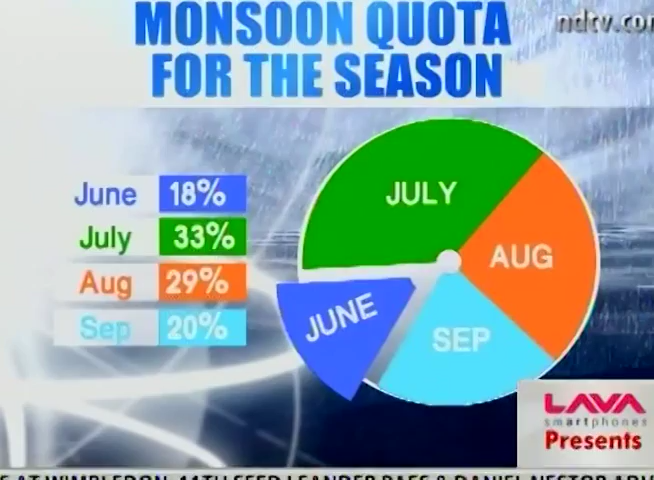 MONSOON QUOTA
FOR THE SEASON
ndtv.com
June 18%
July 33%
Aug 29%
Sep 20%
JULY
AUG
JUNE
SEP
LAVA
smartphones
Presents
AT WIMBLEDON: 11TH SEED LEANDER PAES & DANIEL NESTOR